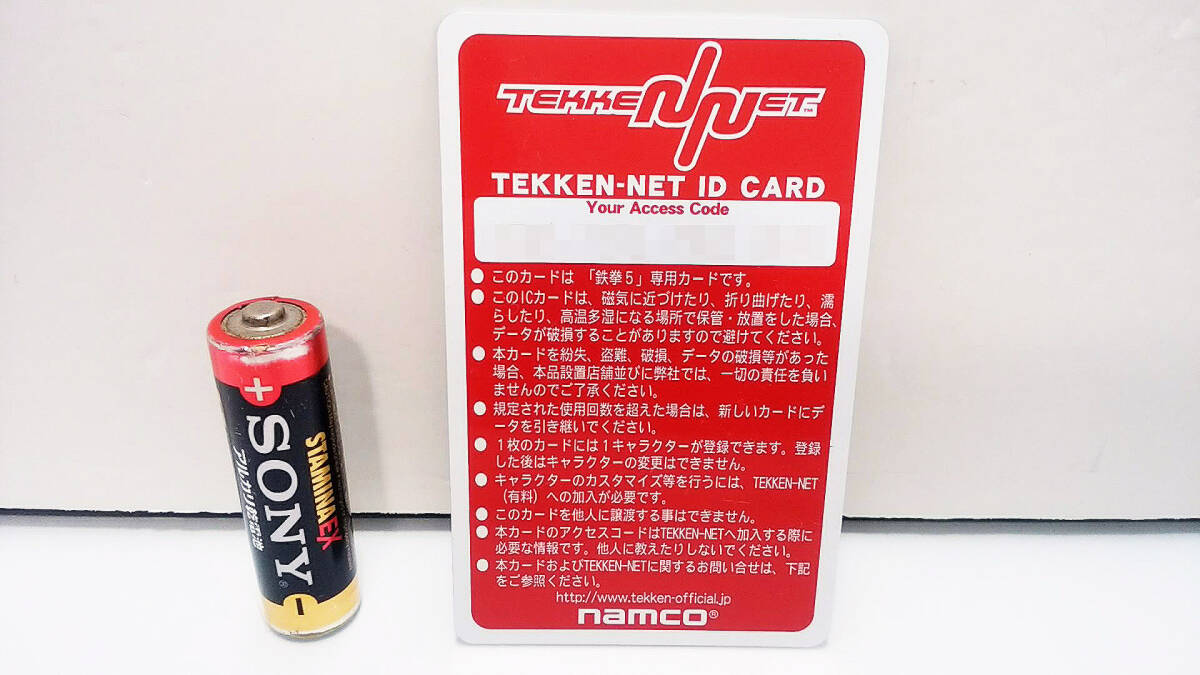 TEKKEN NET™
TEKKEN-NET ID CARD
Your Access Code
● このカードは 「鉄拳5」専用カードです。
● このICカードは、磁気に近づけたり、折り曲げたり、濡
らしたり、高温多湿になる場所で保管・放置をした場合、
データが破損することがありますので避けてください。
● 本カードを紛失、盗難、破損、データの破損等があった
場合、本品設置店舗並びに弊社では、一切の責任を負い
ませんのでご了承ください。
● 規定された使用回数を超えた場合は、新しいカードにデ
ータを引き継いでください。
● 1枚のカードには1キャラクターが登録できます。登録
した後はキャラクターの変更はできません。
● キャラクターのカスタマイズ等を行うには、TEKKEN-NET
(有料)への加入が必要です。
● このカードを他人に譲渡する事はできません。
● 本カードのアクセスコードはTEKKEN-NETへ加入する際に
必要な情報です。他人に教えたりしないでください。
● 本カードおよびTEKKEN-NETに関するお問い合せは、下記
をご参照ください。
http://www.tekken-official.jp
namco®
+
STAMINA EX
SONY®
アルカリ乾電池
−